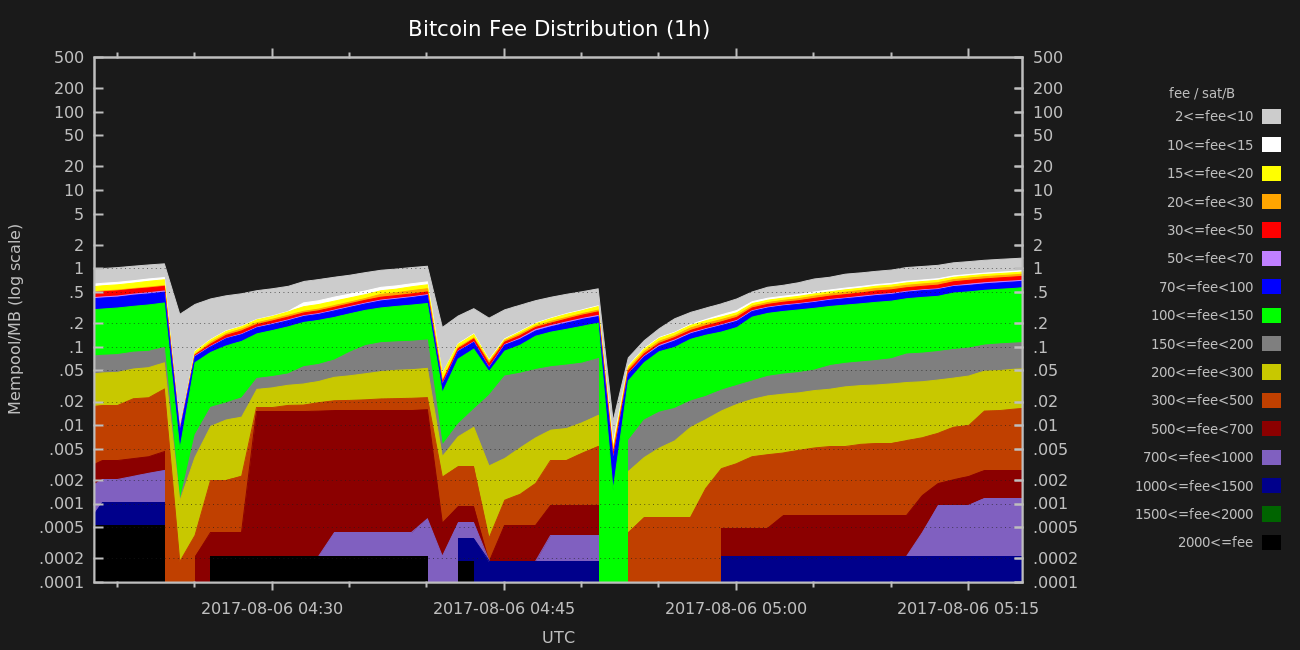 Bitcoin Fee Distribution (1h)
Mempool/MB (log scale)
500
200
100
50
20
10
5
2
1
.5
.2
.1
.05
.02
.01
.005
.002
.001
.0005
.0002
.0001
500
200
100
50
20
10
5
2
1
.5
.2
.1
.05
.02
.01
.005
.002
.001
.0005
.0002
.0001
2017-08-06 04:30 2017-08-06 04:45 2017-08-06 05:00 2017-08-06 05:15
UTC
fee / sat/B
2<=fee<10
10<=fee<15
15<=fee<20
20<=fee<30
30<=fee<50
50<=fee<70
70<=fee<100
100<=fee<150
150<=fee<200
200<=fee<300
300<=fee<500
500<=fee<700
700<=fee<1000
1000<=fee<1500
1500<=fee<2000
2000<=fee